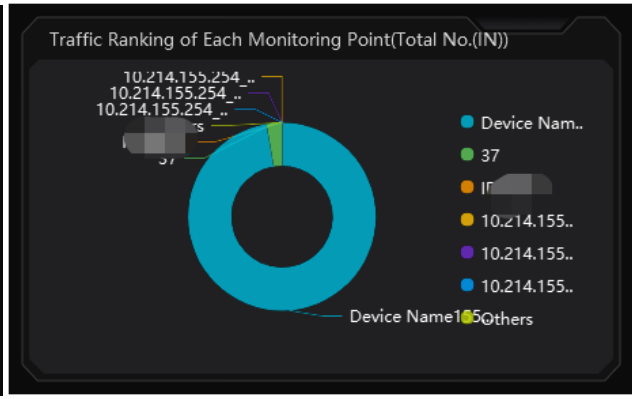 Traffic Ranking of Each Monitoring Point(Total No.(IN))
10.214.155.254_..
10.214.155.254_..
10.214.155.254_..
37
Device Name155..
Device Nam..
37
10.214.155..
10.214.155..
10.214.155..
Others